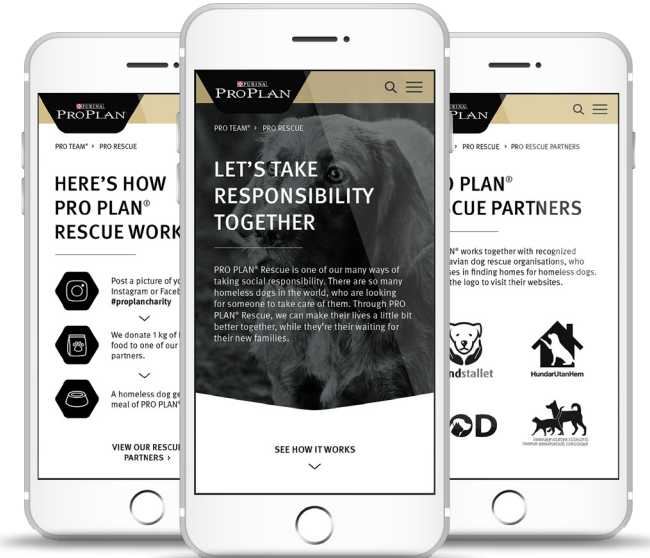 PURINA
PROPLAN
PRO TEAM® > PRO RESCUE
HERE'S HOW
PRO PLAN®
RESCUE WORK
Post a picture of yo
Instagram or Faceb
#proplancharity
We donate 1 kg of
food to one of our
partners.
A homeless dog ge
meal of PRO PLAN®
VIEW OUR RESCU
PARTNERS >
PURINA
PROPLAN
PRO TEAM® > PRO RESCUE
LET'S TAKE
RESPONSIBILITY
TOGETHER
PRO PLAN® Rescue is one of our many ways of
taking social responsibility. There are so many
homeless dogs in the world, who are looking
for someone to take care of them. Through PRO
PLAN® Rescue, we can make their lives a little bit
better together, while they're their waiting for
their new families.
SEE HOW IT WORKS
PLAN
> PRO RESCUE > PRO RESCUE PARTNERS
PLAN®
CUE PARTNERS
N® works together with recognized
avian dog rescue organisations, who
ses in finding homes for homeless dogs.
the logo to visit their websites.
ndstallet
HundarUtanHem
OD